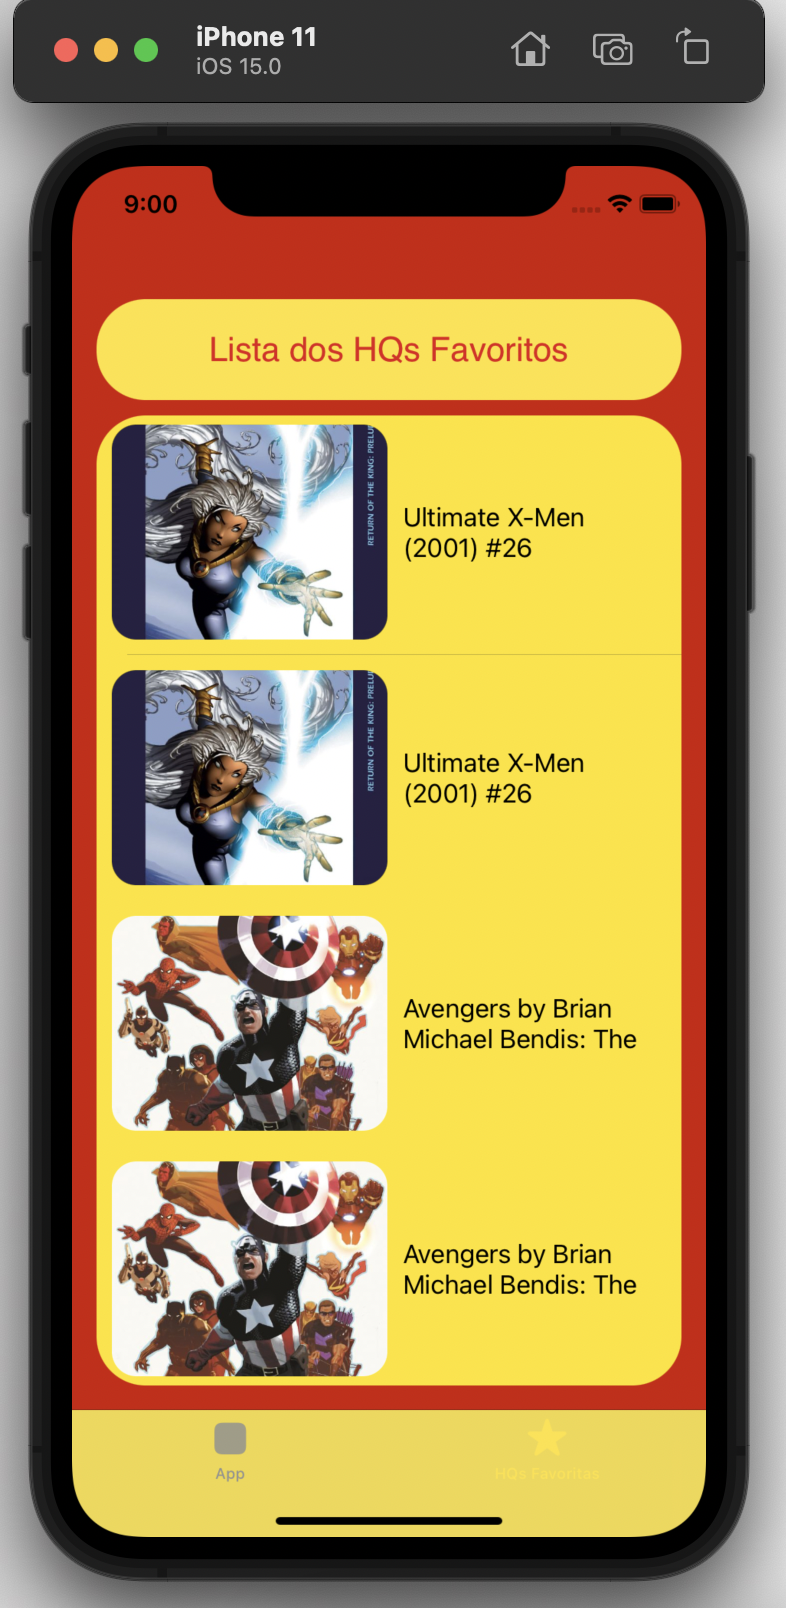 iPhone 11
iOS 15.0
9:00
Lista dos HQs Favoritos
RETURN OF THE KING:
Ultimate X-Men
(2001) #26
RETURN OF THE KING:
Ultimate X-Men
(2001) #26
Avengers by Brian
Michael Bendis: The
Avengers by Brian
Michael Bendis: The
App
HQs Favoritas